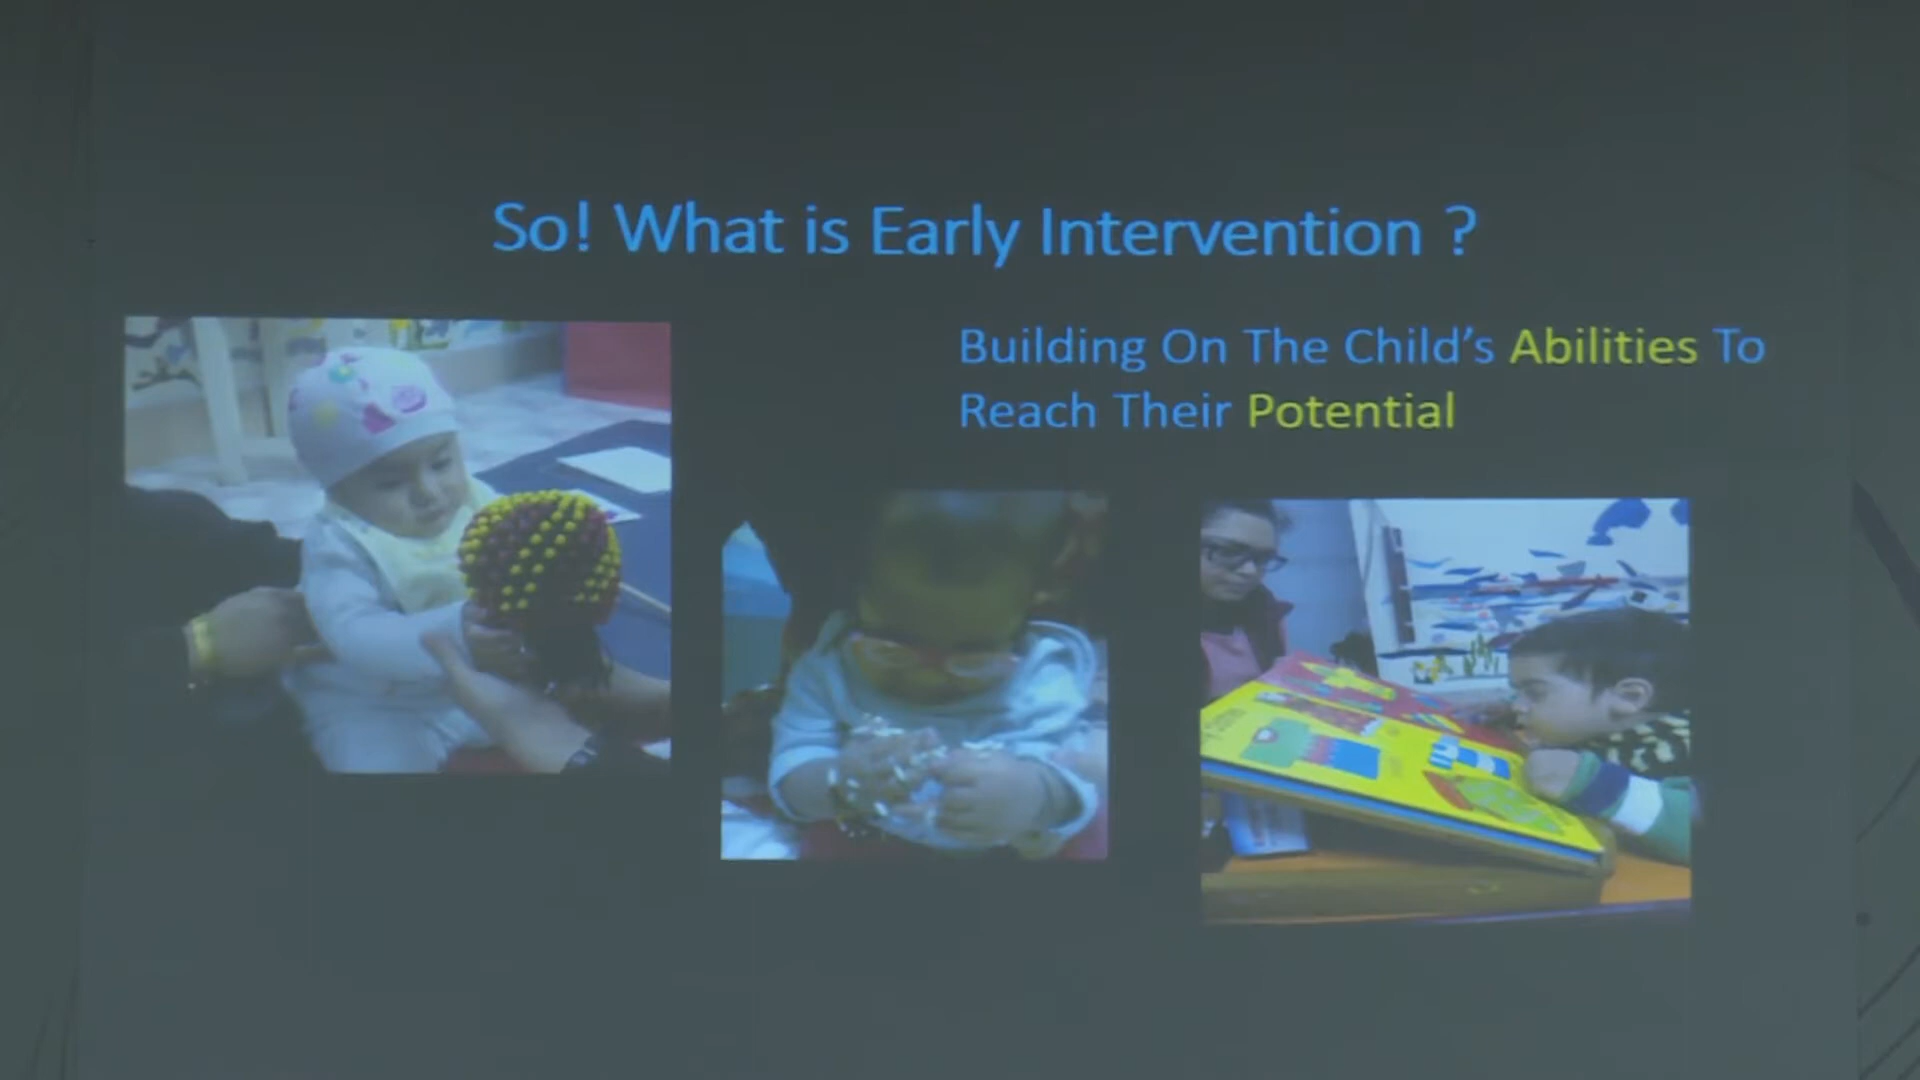 So! What is Early Intervention ?
Building On The Child's Abilities To
Reach Their Potential